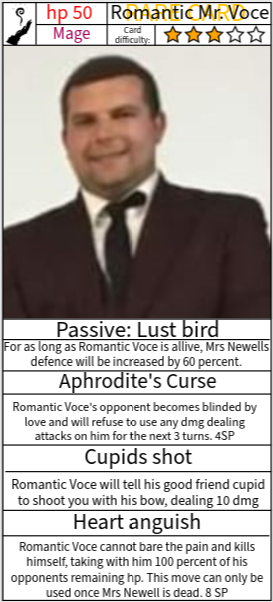 hp 50
RARE CARD
Romantic Mr. Voce
Mage
Card
difficulty:
Passive: Lust bird
For as long as Romantic Voce is allive, Mrs Newells
defence will be increased by 60 percent.
Aphrodite's Curse
Romantic Voce's opponent becomes blinded by
love and will refuse to use any dmg dealing
attacks on him for the next 3 turns. 4SP
Cupids shot
Romantic Voce will tell his good friend cupid
to shoot you with his bow, dealing 10 dmg
Heart anguish
Romantic Voce cannot bare the pain and kills
himself, taking with him 100 percent of his
opponents remaining hp. This move can only be
used once Mrs Newell is dead. 8 SP